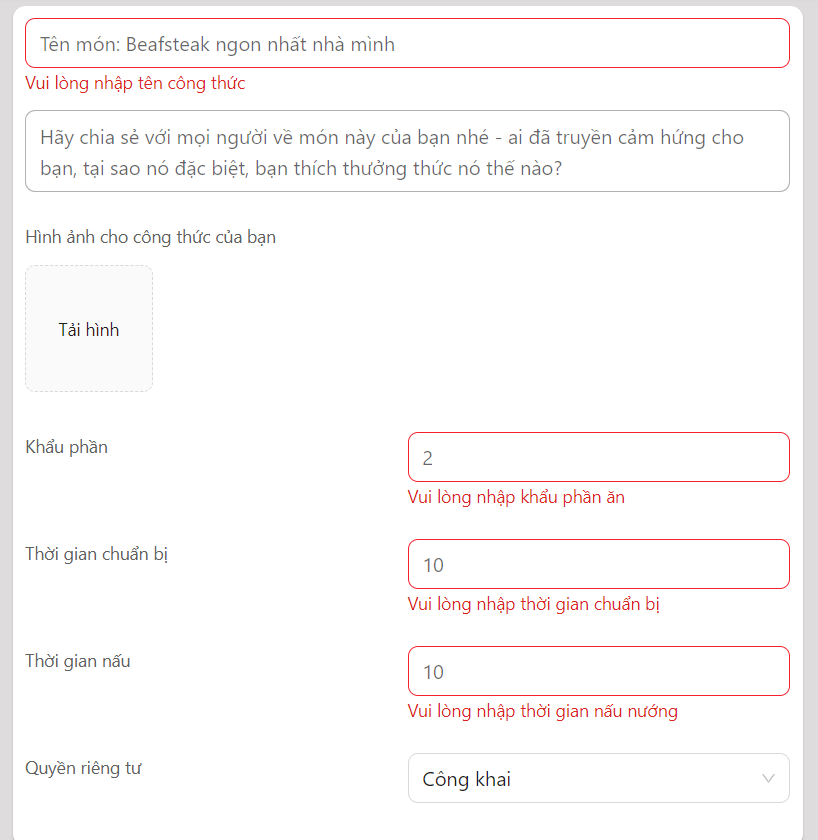 Tên món: Beafsteak ngon nhất nhà mình
Vui lòng nhập tên công thức
Hãy chia sẻ với mọi người về món này của bạn nhé - ai đã truyền cảm hứng cho
bạn, tại sao nó đặc biệt, bạn thích thưởng thức nó thế nào?
Hình ảnh cho công thức của bạn
Tải hình
Khẩu phần
2
Vui lòng nhập khẩu phần ăn
Thời gian chuẩn bị
10
Vui lòng nhập thời gian chuẩn bị
Thời gian nấu
10
Vui lòng nhập thời gian nấu nướng
Quyền riêng tư
Công khai